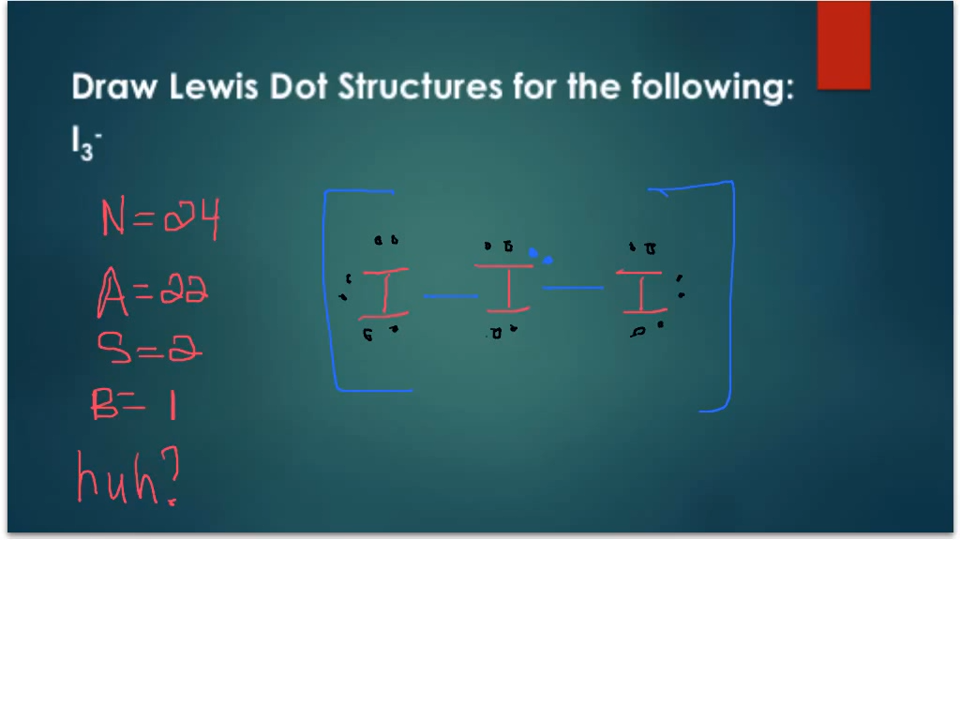 Draw Lewis Dot Structures for the following:
I₃⁻
N=24
A=22
S=2
B= 1
huh?
I — I — I